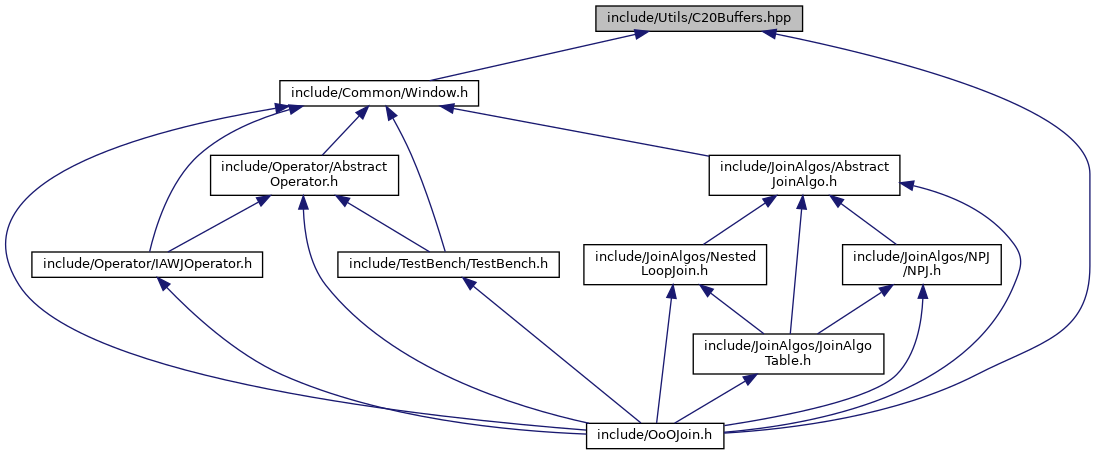 include/Utils/C20Buffers.hpp
include/Common/Window.h
include/Operator/Abstract
Operator.h
include/JoinAlgos/Abstract
JoinAlgo.h
include/Operator/IAWJOperator.h
include/TestBench/TestBench.h
include/JoinAlgos/Nested
LoopJoin.h
include/JoinAlgos/NPJ
/NPJ.h
include/JoinAlgos/JoinAlgo
Table.h
include/OoOJoin.h